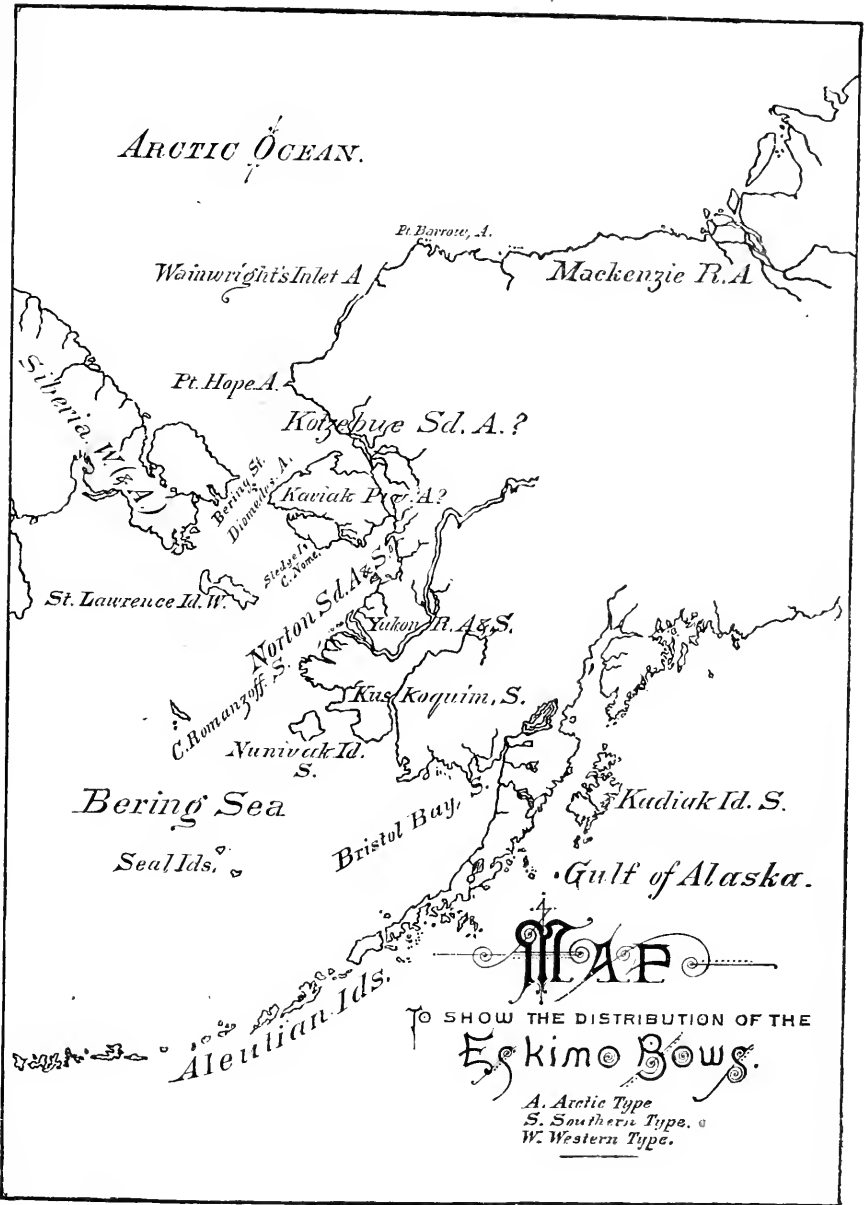 ARCTIC OCEAN.
Pt. Barrow, A.
Wainwright's Inlet A
Mackenzie R. A
Siberia W. (& A.)
Pt. Hope A.
Kotzebue Sd. A.?
Bering St.
Diomedes. A.
Kaviak Pen. A?
Sledge I.
C. Nome.
St. Lawrence Id. W.
Norton Sd. A & S.
Yukon R. A & S.
C. Romanzoff. S.
Kuskoquim, S.
Nunivak Id.
S.
Bering Sea
Bristol Bay, S.
Kadiak Id. S.
Seal Ids.
Gulf of Alaska.
Aleutian Ids.
MAP
TO SHOW THE DISTRIBUTION OF THE
Eskimo Bows.
A. Arctic Type
S. Southern Type.
W. Western Type.